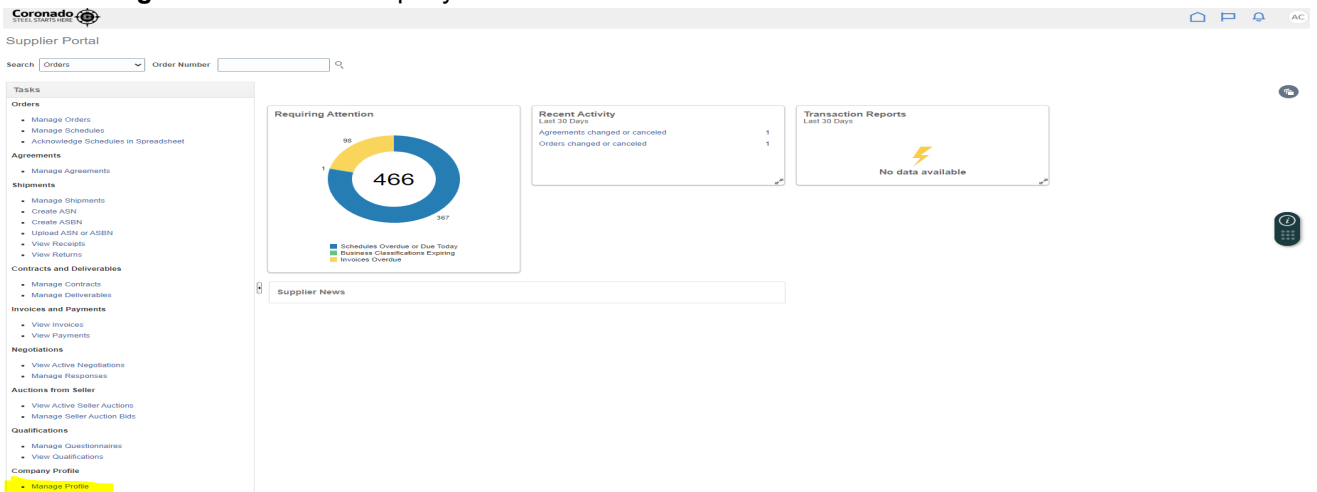 Coronado
STEEL STARTS HERE
AC
Supplier Portal
Search Orders Order Number
Tasks
Orders
Manage Orders
Manage Schedules
Acknowledge Schedules in Spreadsheet
Agreements
Manage Agreements
Shipments
Manage Shipments
Create ASN
Create ASBN
Upload ASN or ASBN
View Receipts
View Returns
Contracts and Deliverables
Manage Contracts
Manage Deliverables
Invoices and Payments
View Invoices
View Payments
Negotiations
View Active Negotiations
Manage Responses
Auctions from Seller
View Active Seller Auctions
Manage Seller Auction Bids
Qualifications
Manage Questionnaires
View Qualifications
Company Profile
Manage Profile
Requiring Attention
98
1
466
367
Schedules Overdue or Due Today
Business Classifications Expiring
Invoices Overdue
Recent Activity
Last 30 Days
Agreements changed or canceled 1
Orders changed or canceled 1
Transaction Reports
Last 30 Days
No data available
Supplier News